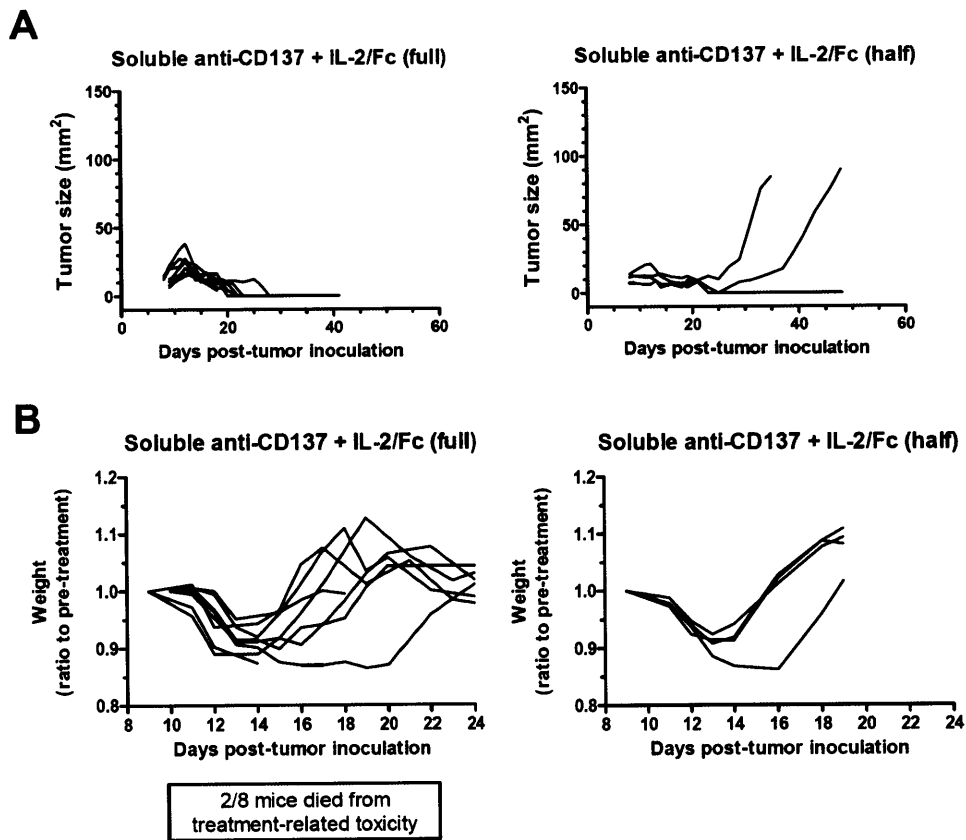 A
Soluble anti-CD137 + IL-2/Fc (full)
Tumor size (mm2)
150
100
50
0
0 20 40 60
Days post-tumor inoculation
Soluble anti-CD137 + IL-2/Fc (half)
Tumor size (mm2)
150
100
50
0
0 20 40 60
Days post-tumor inoculation
B
Soluble anti-CD137 + IL-2/Fc (full)
Weight
(ratio to pre-treatment)
1.2
1.1
1.0
0.9
0.8
8 10 12 14 16 18 20 22 24
Days post-tumor inoculation
2/8 mice died from
treatment-related toxicity
Soluble anti-CD137 + IL-2/Fc (half)
Weight
(ratio to pre-treatment)
1.2
1.1
1.0
0.9
0.8
8 10 12 14 16 18 20 22 24
Days post-tumor inoculation